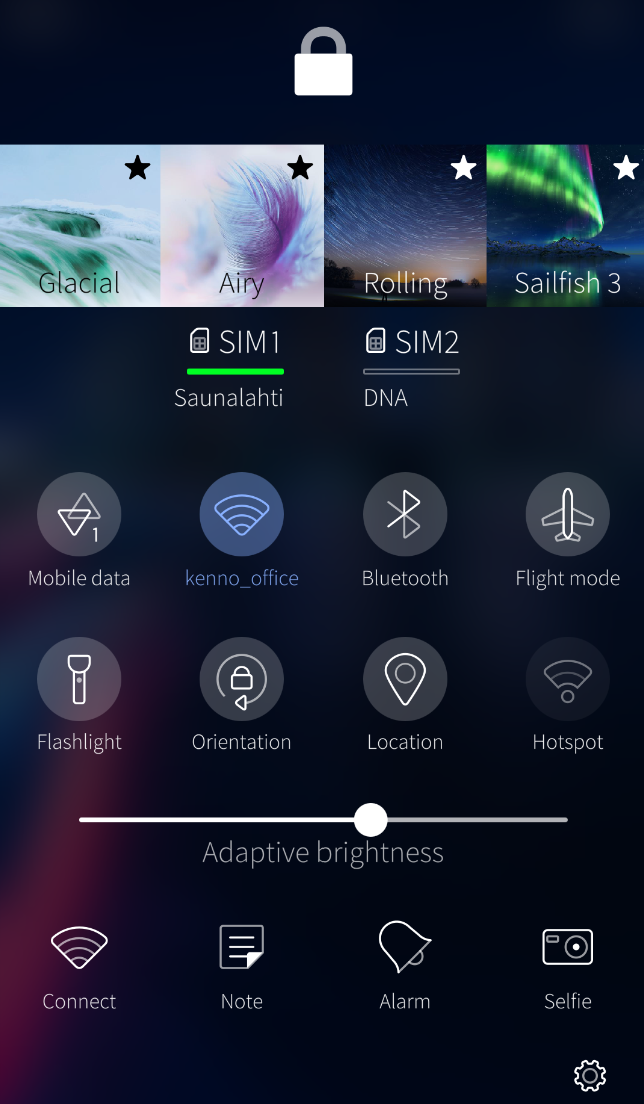 Glacial
Airy
Rolling
Sailfish 3
SIM1
SIM2
Saunalahti
DNA
1
Mobile data
kenno_office
Bluetooth
Flight mode
Flashlight
Orientation
Location
Hotspot
Adaptive brightness
Connect
Note
Alarm
Selfie